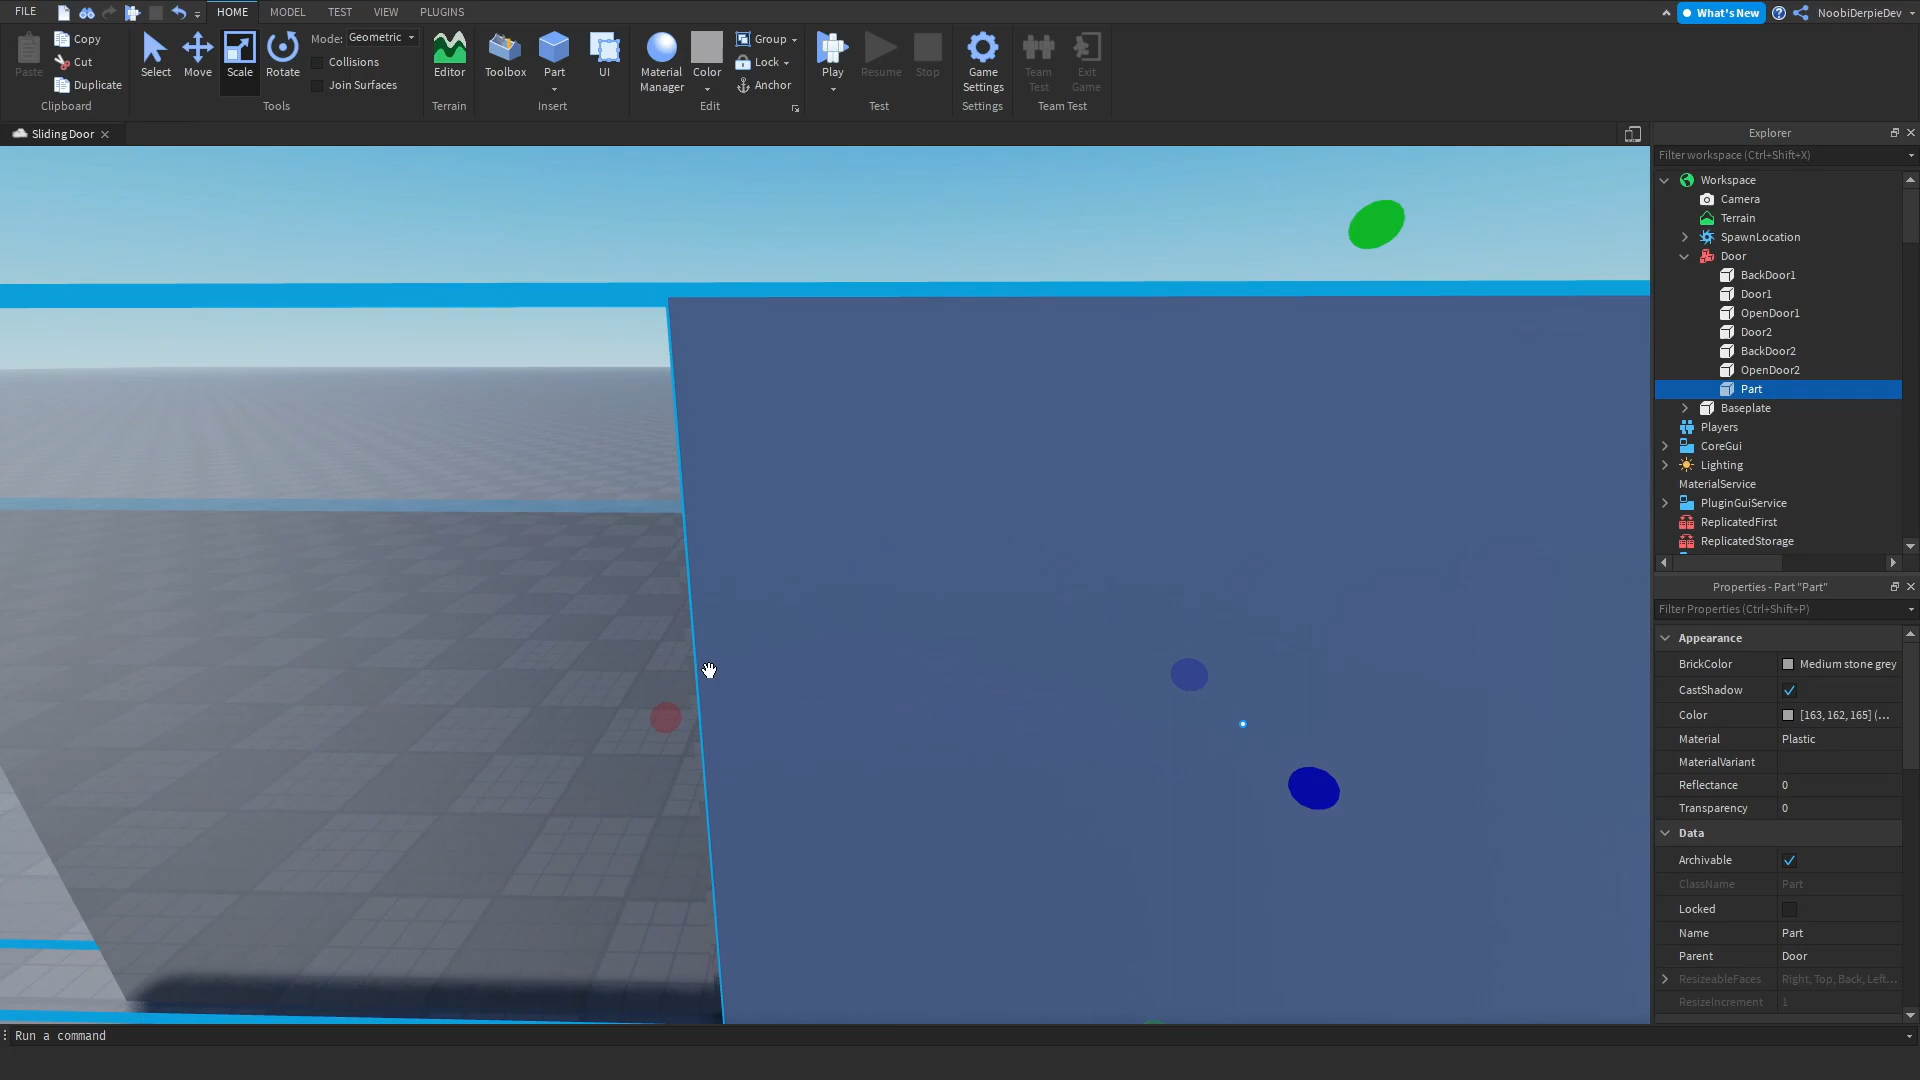 FILE HOME MODEL TEST VIEW PLUGINS What's New NoobiDerpieDev
Paste Copy Cut Duplicate
Clipboard
Select Move Scale Rotate
Mode: Geometric
Collisions
Join Surfaces
Tools
Editor
Terrain
Toolbox Part UI
Insert
Material Manager Color Group Lock Anchor
Edit
Play Resume Stop
Test
Game Settings
Settings
Team Test Exit Game
Team Test
Sliding Door
Explorer
Filter workspace (Ctrl+Shift+X)
Workspace
Camera
Terrain
SpawnLocation
Door
BackDoor1
Door1
OpenDoor1
Door2
BackDoor2
OpenDoor2
Part
Baseplate
Players
CoreGui
Lighting
MaterialService
PluginGuiService
ReplicatedFirst
ReplicatedStorage
Properties - Part "Part"
Filter Properties (Ctrl+Shift+P)
Appearance
BrickColor Medium stone grey
CastShadow
Color [163, 162, 165] (...
Material Plastic
MaterialVariant
Reflectance 0
Transparency 0
Data
Archivable
ClassName Part
Locked
Name Part
Parent Door
ResizeableFaces Right, Top, Back, Left...
ResizeIncrement 1
Run a command